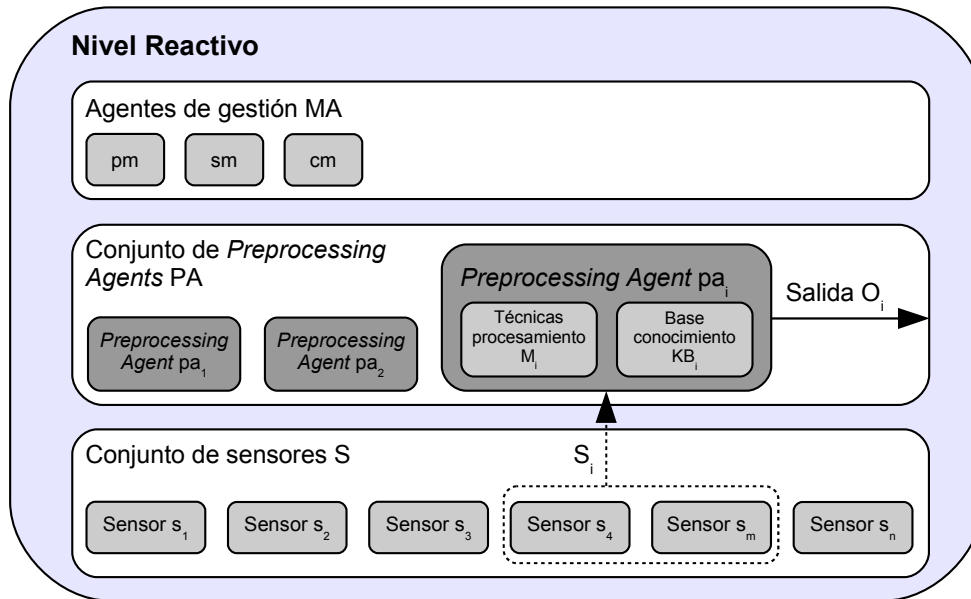 Nivel Reactivo
Agentes de gestión MA
pm
sm
cm
Conjunto de Preprocessing
Agents PA
Preprocessing
Agent pa1
Preprocessing
Agent pa2
Preprocessing Agent pai
Técnicas
procesamiento
Mi
Base
conocimiento
KBi
Salida Oi
Conjunto de sensores S
Si
Sensor s1
Sensor s2
Sensor s3
Sensor s4
Sensor sm
Sensor sn